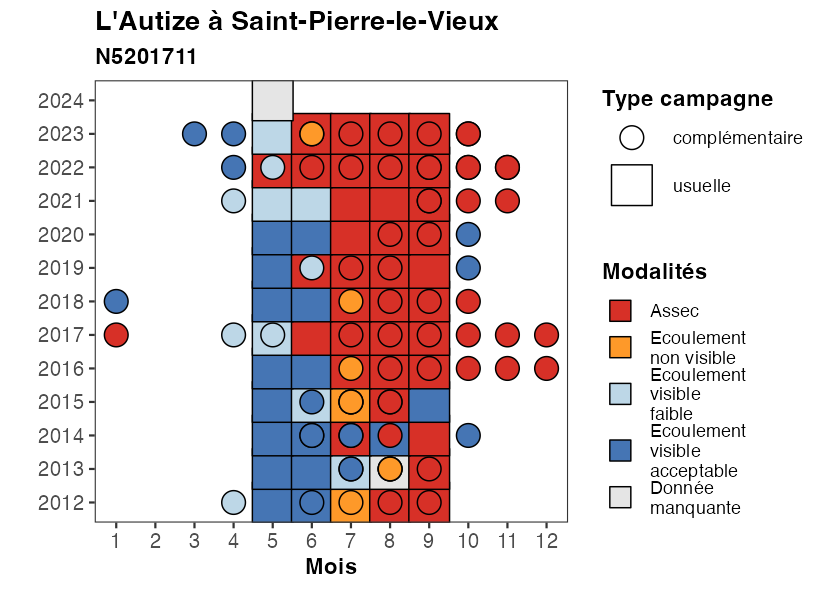 L'Autize à Saint-Pierre-le-Vieux
N5201711
2024
2023
2022
2021
2020
2019
2018
2017
2016
2015
2014
2013
2012
1 2 3 4 5 6 7 8 9 10 11 12
Mois
Type campagne
complémentaire
usuelle
Modalités
Assec
Ecoulement
non visible
Ecoulement
visible
faible
Ecoulement
visible
acceptable
Donnée
manquante